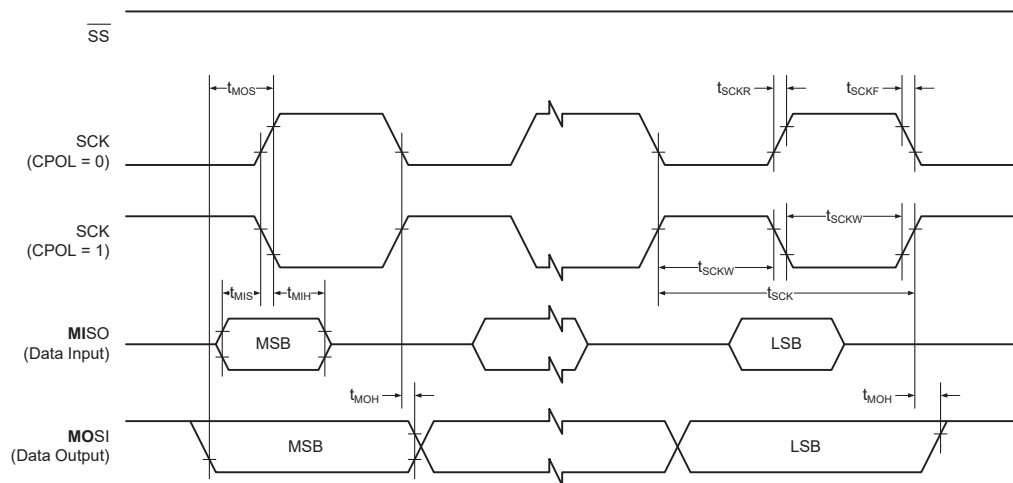 SS
tMOS
tSCKR
tSCKF
SCK
(CPOL = 0)
SCK
(CPOL = 1)
tSCKW
tSCKW
tMIS
tMIH
tSCK
MISO
(Data Input)
MSB
LSB
tMOH
tMOH
MOSI
(Data Output)
MSB
LSB